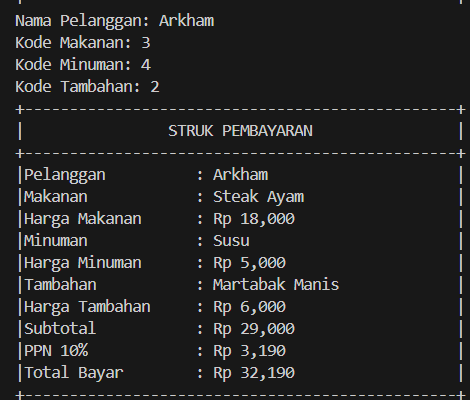 Nama Pelanggan: Arkham
Kode Makanan: 3
Kode Minuman: 4
Kode Tambahan: 2
+------------------------------------------------+
|                STRUK PEMBAYARAN                |
+------------------------------------------------+
|Pelanggan          : Arkham                     |
|Makanan            : Steak Ayam                 |
|Harga Makanan      : Rp 18,000                  |
|Minuman            : Susu                       |
|Harga Minuman      : Rp 5,000                   |
|Tambahan           : Martabak Manis             |
|Harga Tambahan     : Rp 6,000                   |
|Subtotal           : Rp 29,000                  |
|PPN 10%            : Rp 3,190                   |
|Total Bayar        : Rp 32,190                  |
+------------------------------------------------+